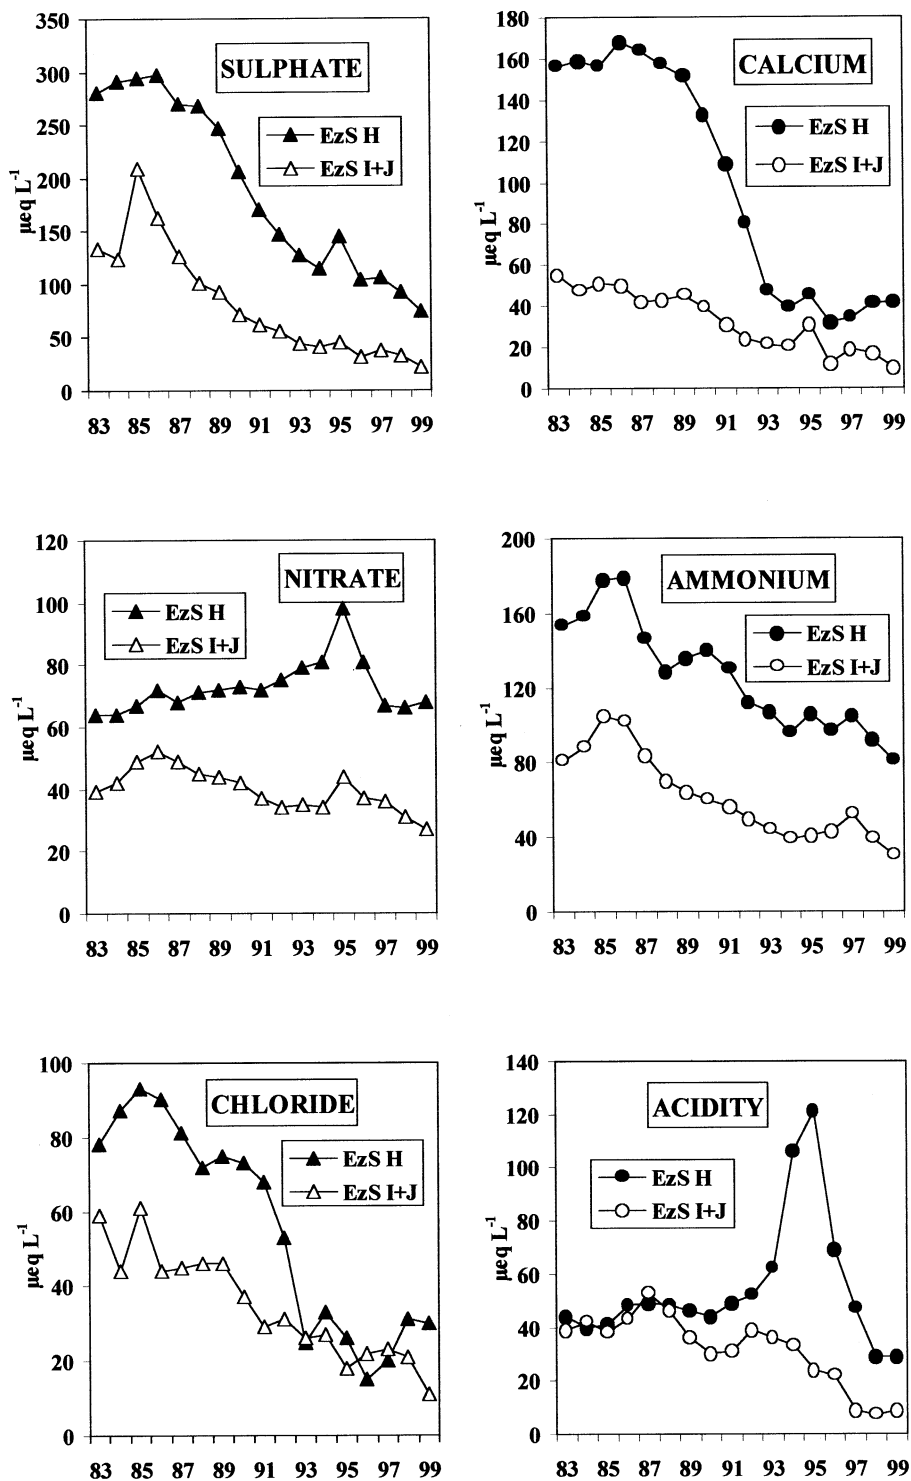 SULPHATE
EzS H
EzS I+J
µeq L-1
350
300
250
200
150
100
50
0
83 85 87 89 91 93 95 97 99
CALCIUM
EzS H
EzS I+J
µeq L-1
180
160
140
120
100
80
60
40
20
0
83 85 87 89 91 93 95 97 99
NITRATE
EzS H
EzS I+J
µeq L-1
120
100
80
60
40
20
0
83 85 87 89 91 93 95 97 99
AMMONIUM
EzS H
EzS I+J
µeq L-1
200
160
120
80
40
0
83 85 87 89 91 93 95 97 99
CHLORIDE
EzS H
EzS I+J
µeq L-1
100
80
60
40
20
0
83 85 87 89 91 93 95 97 99
ACIDITY
EzS H
EzS I+J
µeq L-1
140
120
100
80
60
40
20
0
83 85 87 89 91 93 95 97 99